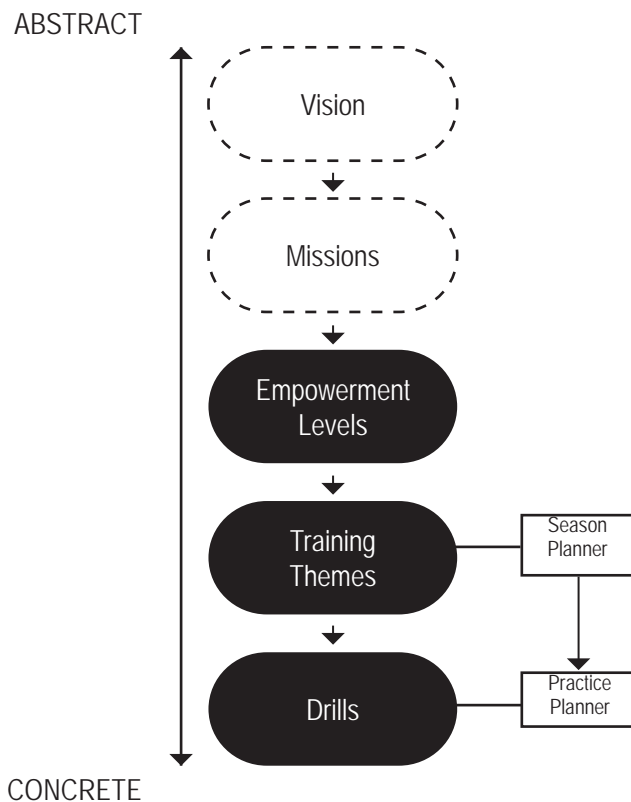 ABSTRACT
Vision
Missions
Empowerment
Levels
Training
Themes
Season
Planner
Drills
Practice
Planner
CONCRETE